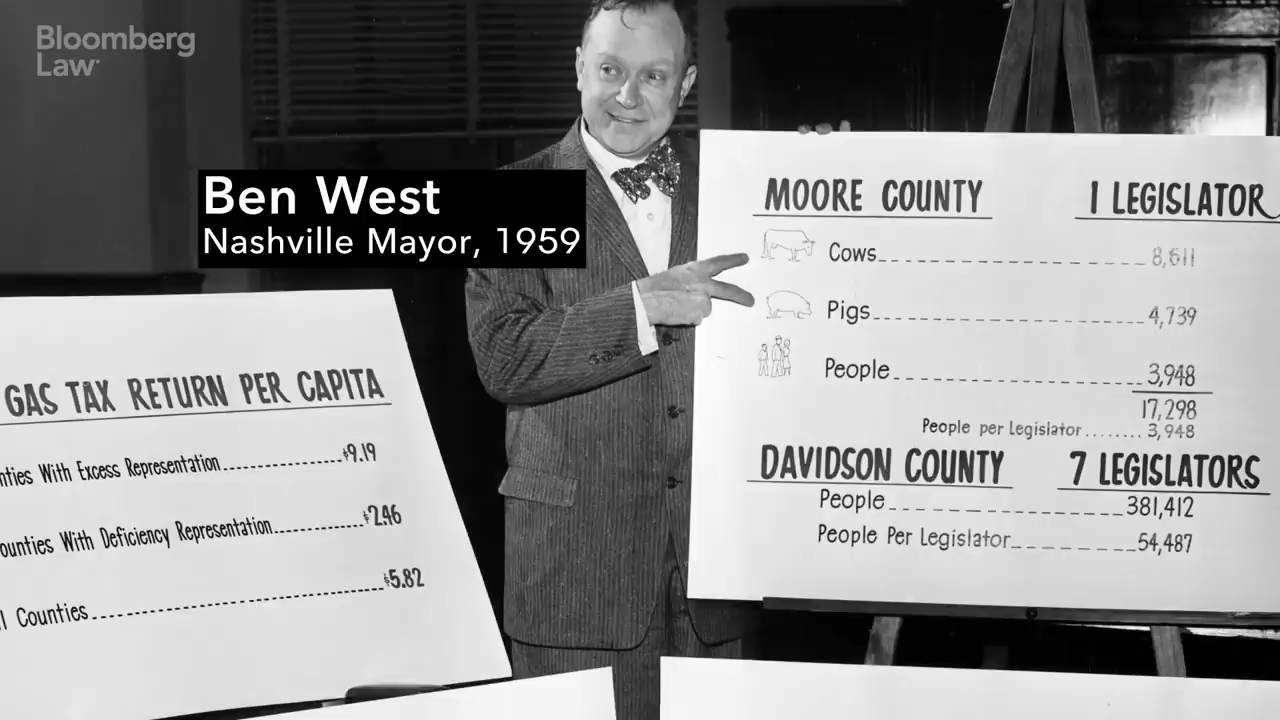 Bloomberg
Law
Ben West
Nashville Mayor, 1959
GAS TAX RETURN PER CAPITA
With Excess Representation $9.19
With Deficiency Representation $2.46
Counties $5.82
MOORE COUNTY 1 LEGISLATOR
Cows 8,611
Pigs 4,739
People 3,948
17,298
People per Legislator 3,948
DAVIDSON COUNTY 7 LEGISLATORS
People 381,412
People Per Legislator 54,487